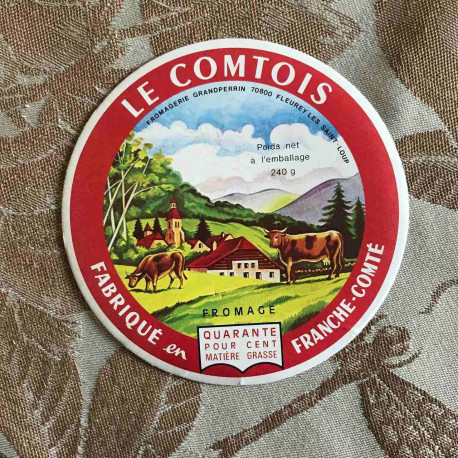 LE COMTOIS
FROMAGERIE GRANDPERRIN 70800 FLEUREY LES SAINT-LOUP
Poids net
à l'emballage
240 g
FROMAGE
QUARANTE
POUR CENT
MATIÈRE GRASSE
FABRIQUÉ en FRANCHE-COMTÉ